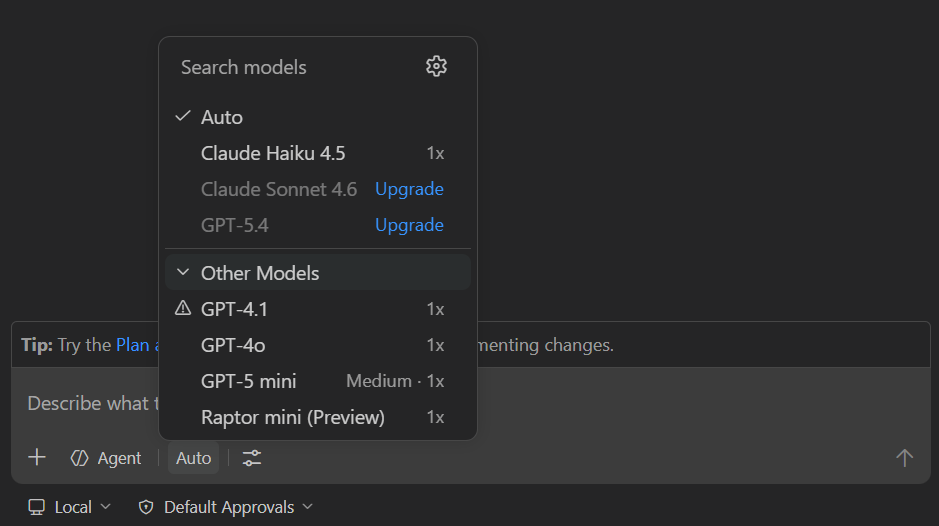 Search models
Auto
Claude Haiku 4.5 1x
Claude Sonnet 4.6 Upgrade
GPT-5.4 Upgrade
Other Models
GPT-4.1 1x
GPT-4o 1x
GPT-5 mini Medium · 1x
Raptor mini (Preview) 1x
Tip: Try the Plan menting changes.
Describe what
Agent Auto
Local Default Approvals